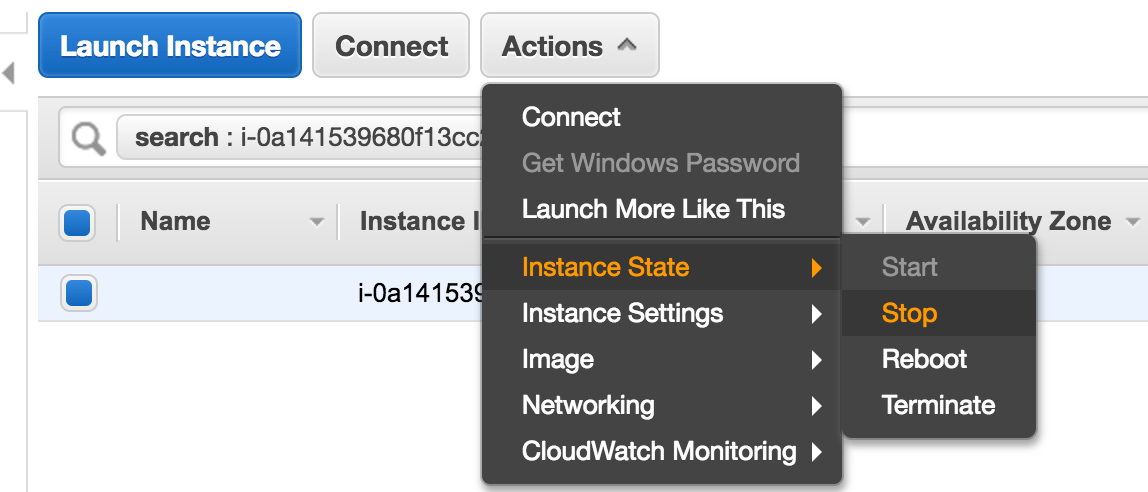 Launch Instance Connect Actions
search : i-0a141539680f13cc
Connect
Get Windows Password
Launch More Like This
Name Instance Availability Zone
Instance State Start
i-0a141539
Instance Settings Stop
Image Reboot
Networking Terminate
CloudWatch Monitoring